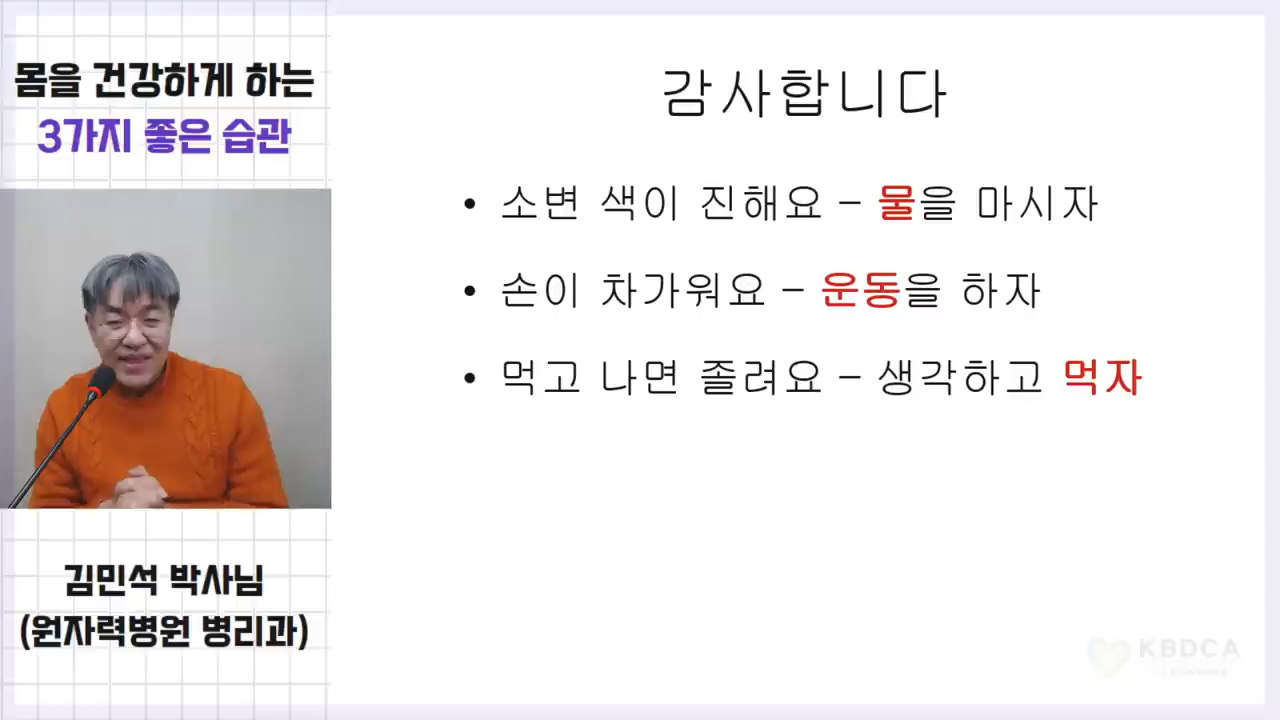 몸을 건강하게 하는
3가지 좋은 습관
감사합니다
• 소변 색이 진해요 – 물을 마시자
• 손이 차가워요 – 운동을 하자
• 먹고 나면 졸려요 – 생각하고 먹자
김민석 박사님
(원자력병원 병리과)
KBDCA